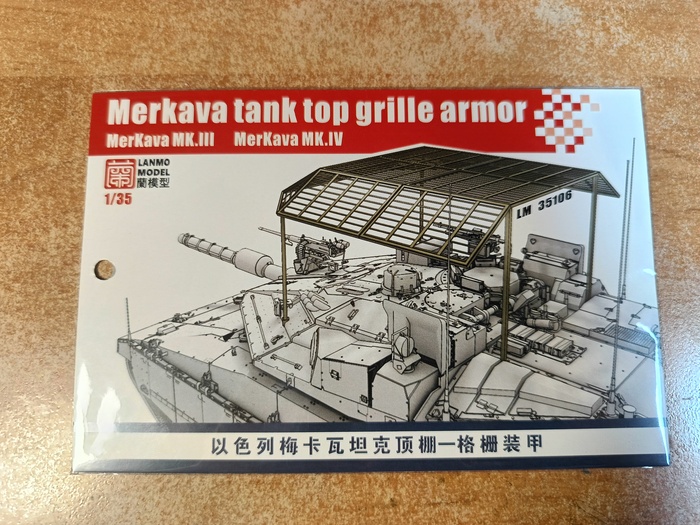 Merkava tank top grille armor
MerKava MK.III MerKava MK.IV
蘭
LANMO
MODEL
蘭模型
1/35
LM 35106
以色列梅卡瓦坦克顶棚—格栅装甲